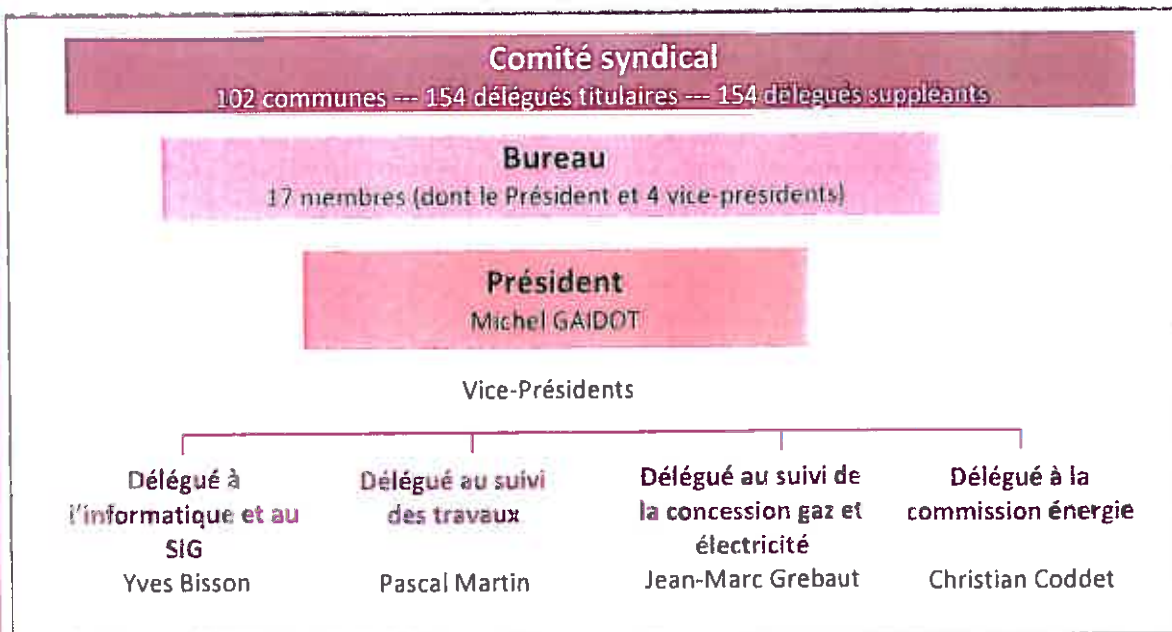 Comité syndical
102 communes --- 154 délégués titulaires --- 154 délégués suppléants
Bureau
17 membres (dont le Président et 4 vice-présidents)
Président
Michel GAIDOT
Vice-Présidents
Délégué à
l'informatique et au
SIG
Yves Bisson
Délégué au suivi
des travaux
Pascal Martin
Délégué au suivi de
la concession gaz et
électricité
Jean-Marc Grebaut
Délégué à la
commission énergie
Christian Coddet